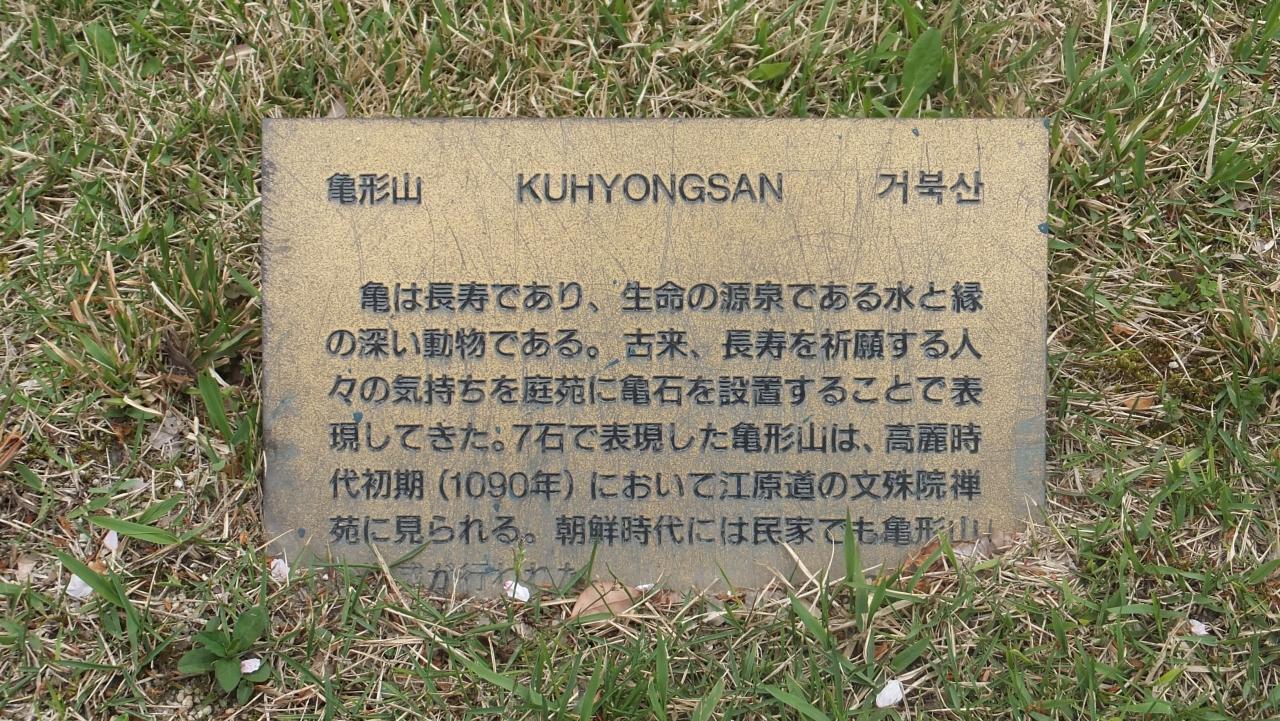 亀形山 KUHYONGSAN 거북산
亀は長寿であり、生命の源泉である水と縁
の深い動物である。古来、長寿を祈願する人
々の気持ちを庭苑に亀石を設置することで表
現してきた。7石で表現した亀形山は、高麗時
代初期（1090年）において江原道の文殊院禅
苑に見られる。朝鮮時代には民家でも亀形山
が行われた